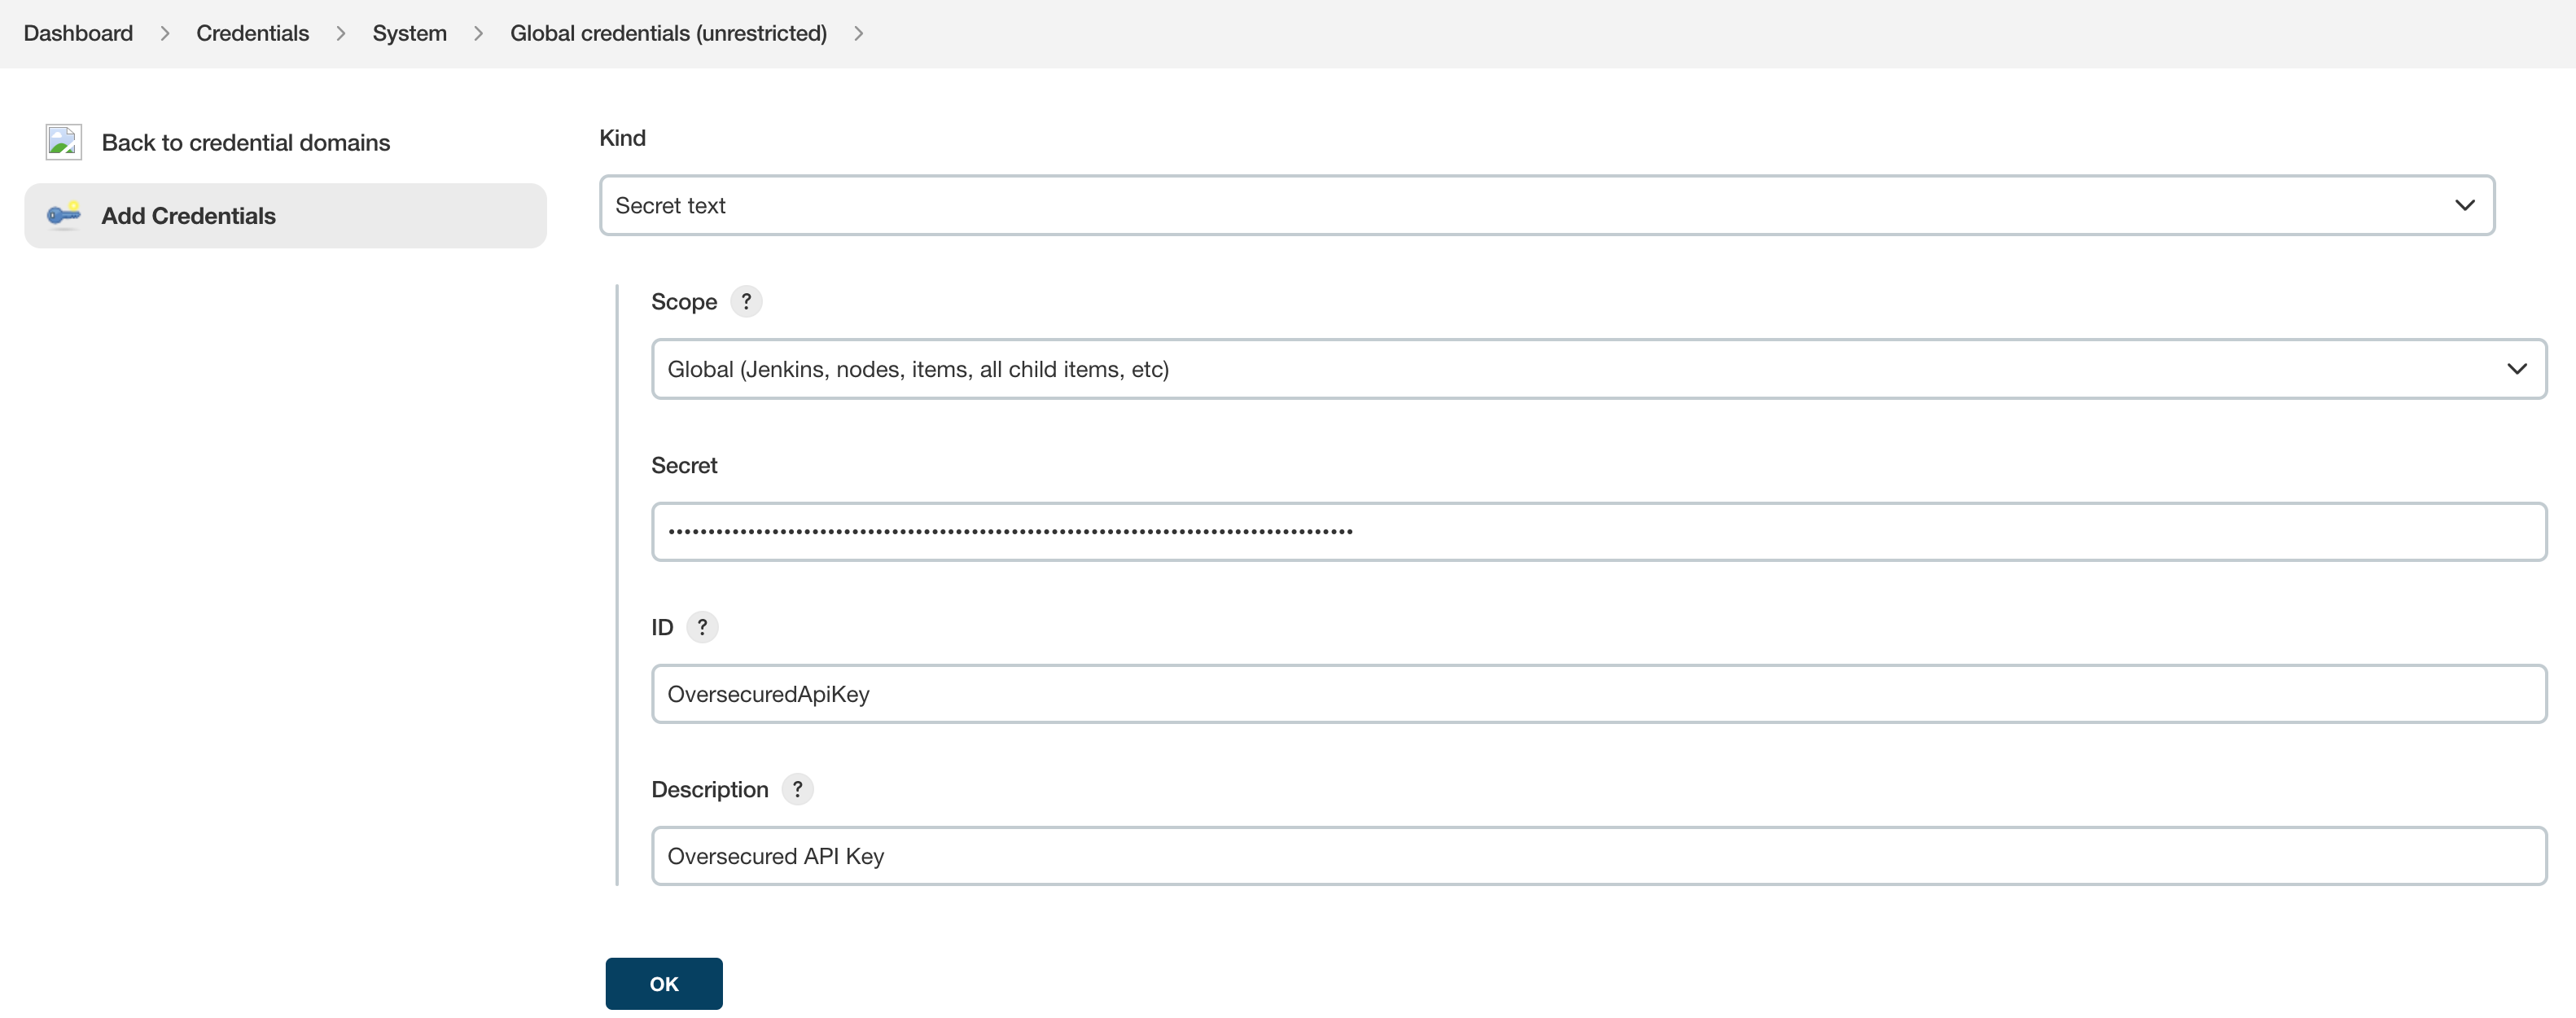 Dashboard > Credentials > System > Global credentials (unrestricted) >
Back to credential domains
Add Credentials
Kind
Secret text
Scope ?
Global (Jenkins, nodes, items, all child items, etc)
Secret
ID ?
OversecuredApiKey
Description ?
Oversecured API Key
OK